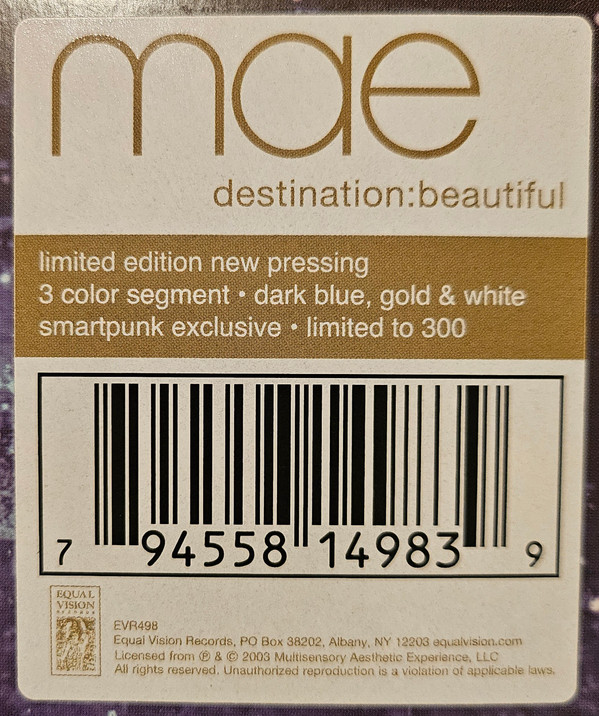 mae
destination:beautiful
limited edition new pressing
3 color segment • dark blue, gold & white
smartpunk exclusive • limited to 300
7 94558 14983 9
EQUAL
VISION
RECORDS
EVR498
Equal Vision Records, PO Box 38202, Albany, NY 12203 equalvision.com
Licensed from ℗ & © 2003 Multisensory Aesthetic Experience, LLC
All rights reserved. Unauthorized reproduction is a violation of applicable laws.